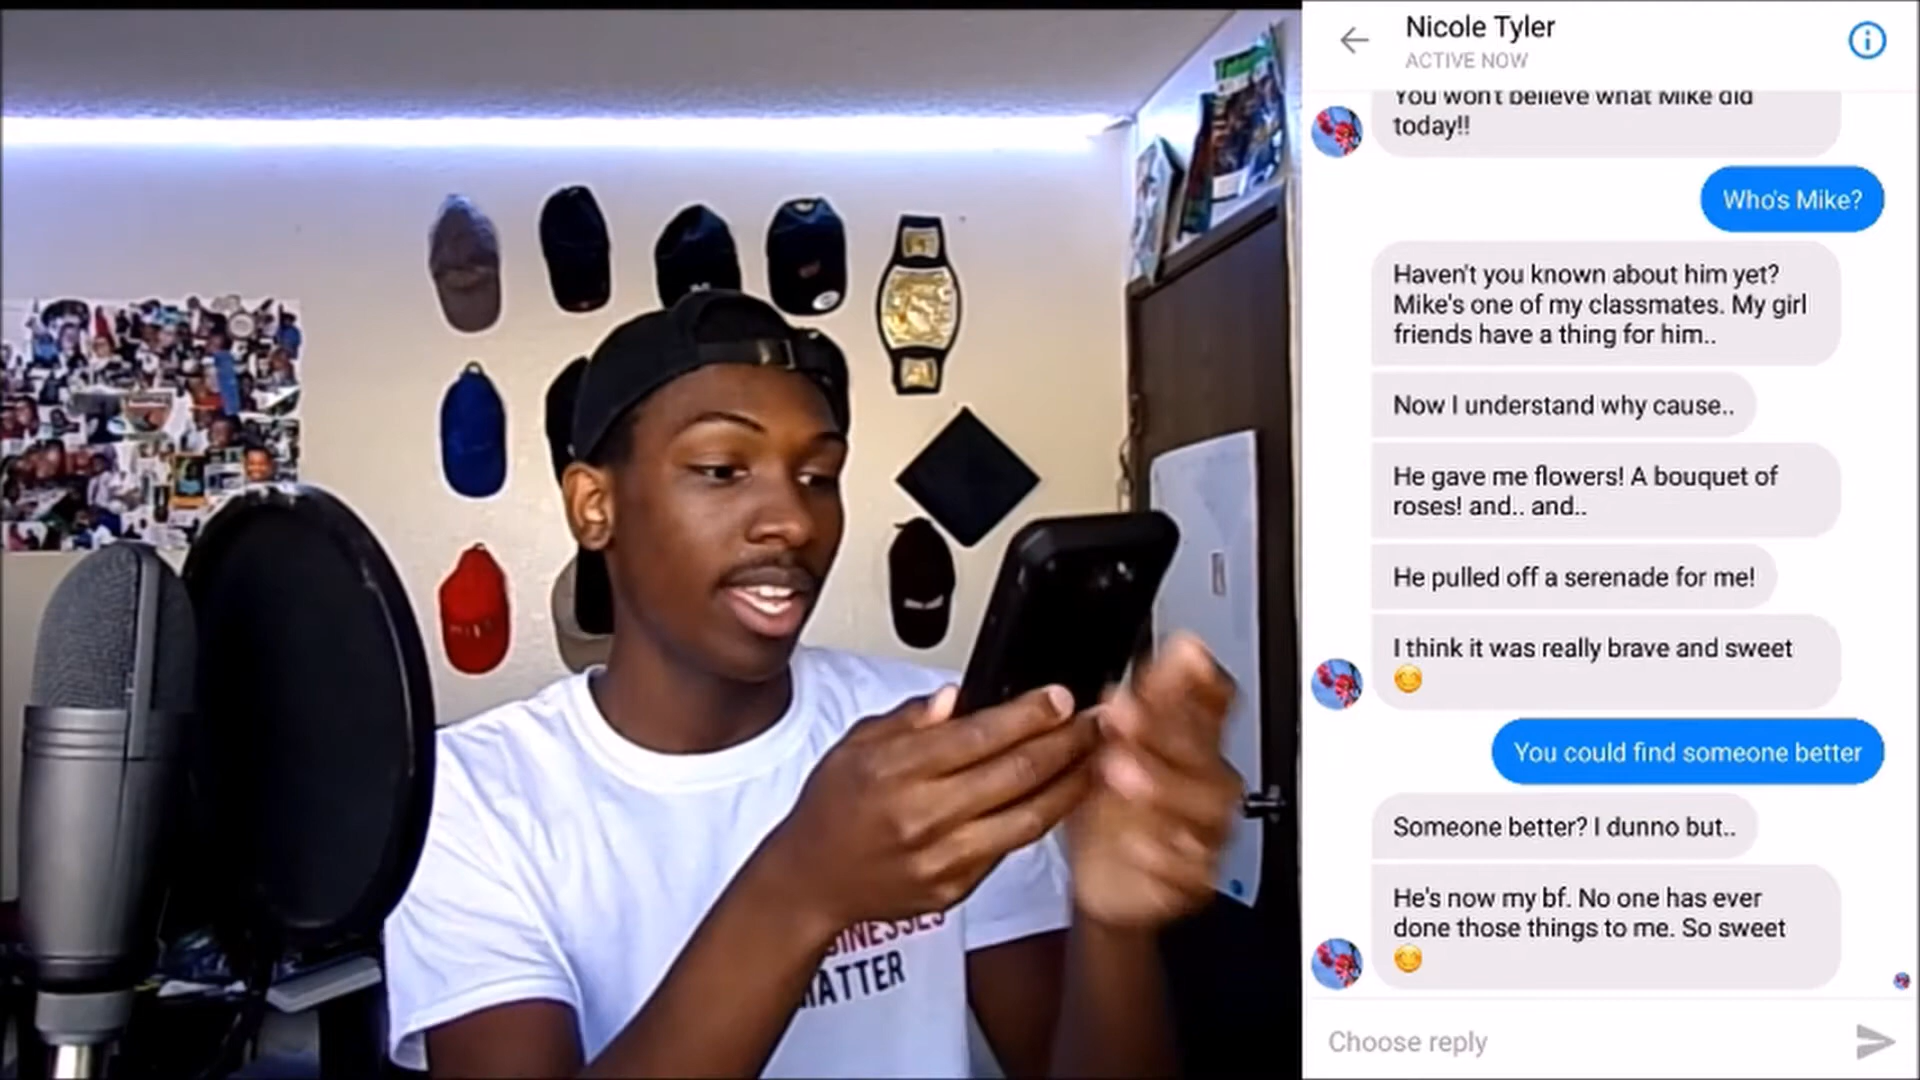 Nicole Tyler
ACTIVE NOW
You won't believe what Mike did
today!!
Who's Mike?
Haven't you known about him yet?
Mike's one of my classmates. My girl
friends have a thing for him..
Now I understand why cause..
He gave me flowers! A bouquet of
roses! and.. and..
He pulled off a serenade for me!
I think it was really brave and sweet
😊
You could find someone better
Someone better? I dunno but..
He's now my bf. No one has ever
done those things to me. So sweet
😊
Choose reply
MATTER